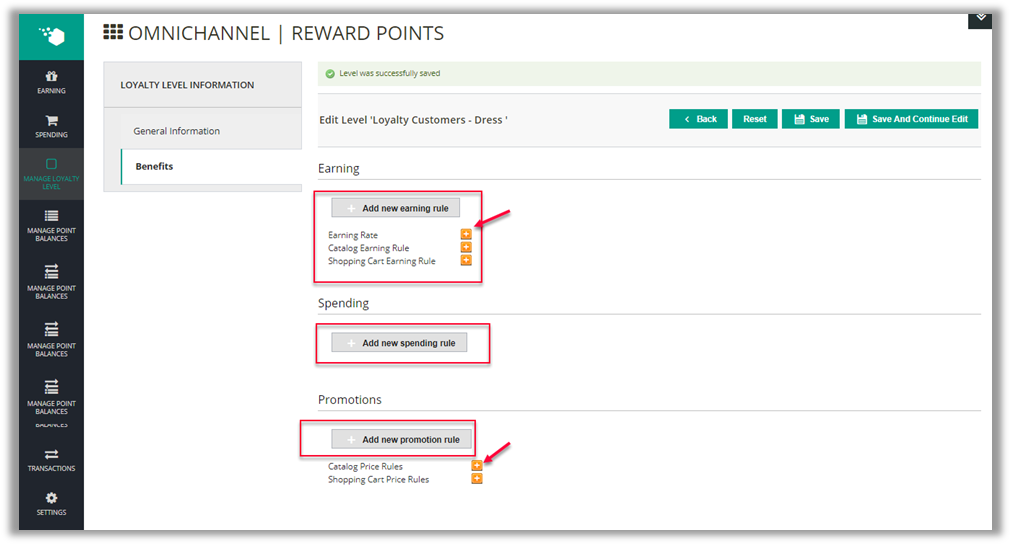 OMNICHANNEL | REWARD POINTS
EARNING
SPENDING
MANAGE LOYALTY
LEVEL
MANAGE POINT
BALANCES
MANAGE POINT
BALANCES
MANAGE POINT
BALANCES
MANAGE POINT
BALANCES
BALANCES
TRANSACTIONS
SETTINGS
LOYALTY LEVEL INFORMATION
General Information
Benefits
Level was successfully saved
Edit Level 'Loyalty Customers - Dress '
Back
Reset
Save
Save And Continue Edit
Earning
Add new earning rule
Earning Rate
Catalog Earning Rule
Shopping Cart Earning Rule
Spending
Add new spending rule
Promotions
Add new promotion rule
Catalog Price Rules
Shopping Cart Price Rules